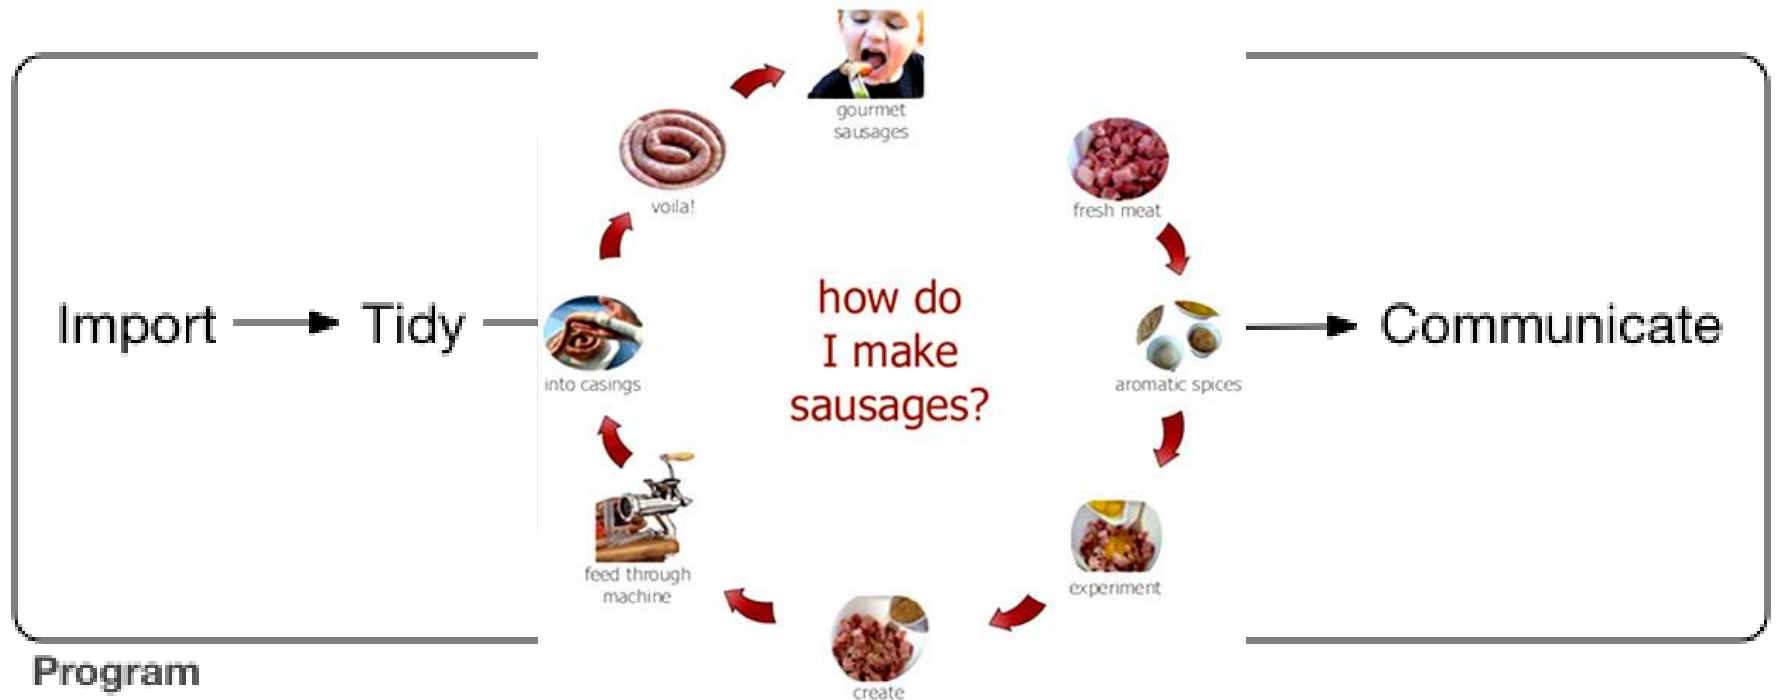 Import
Tidy
how do
I make
sausages?
fresh meat
aromatic spices
experiment
create
feed through
machine
into casings
voila!
gourmet
sausages
Communicate
Program